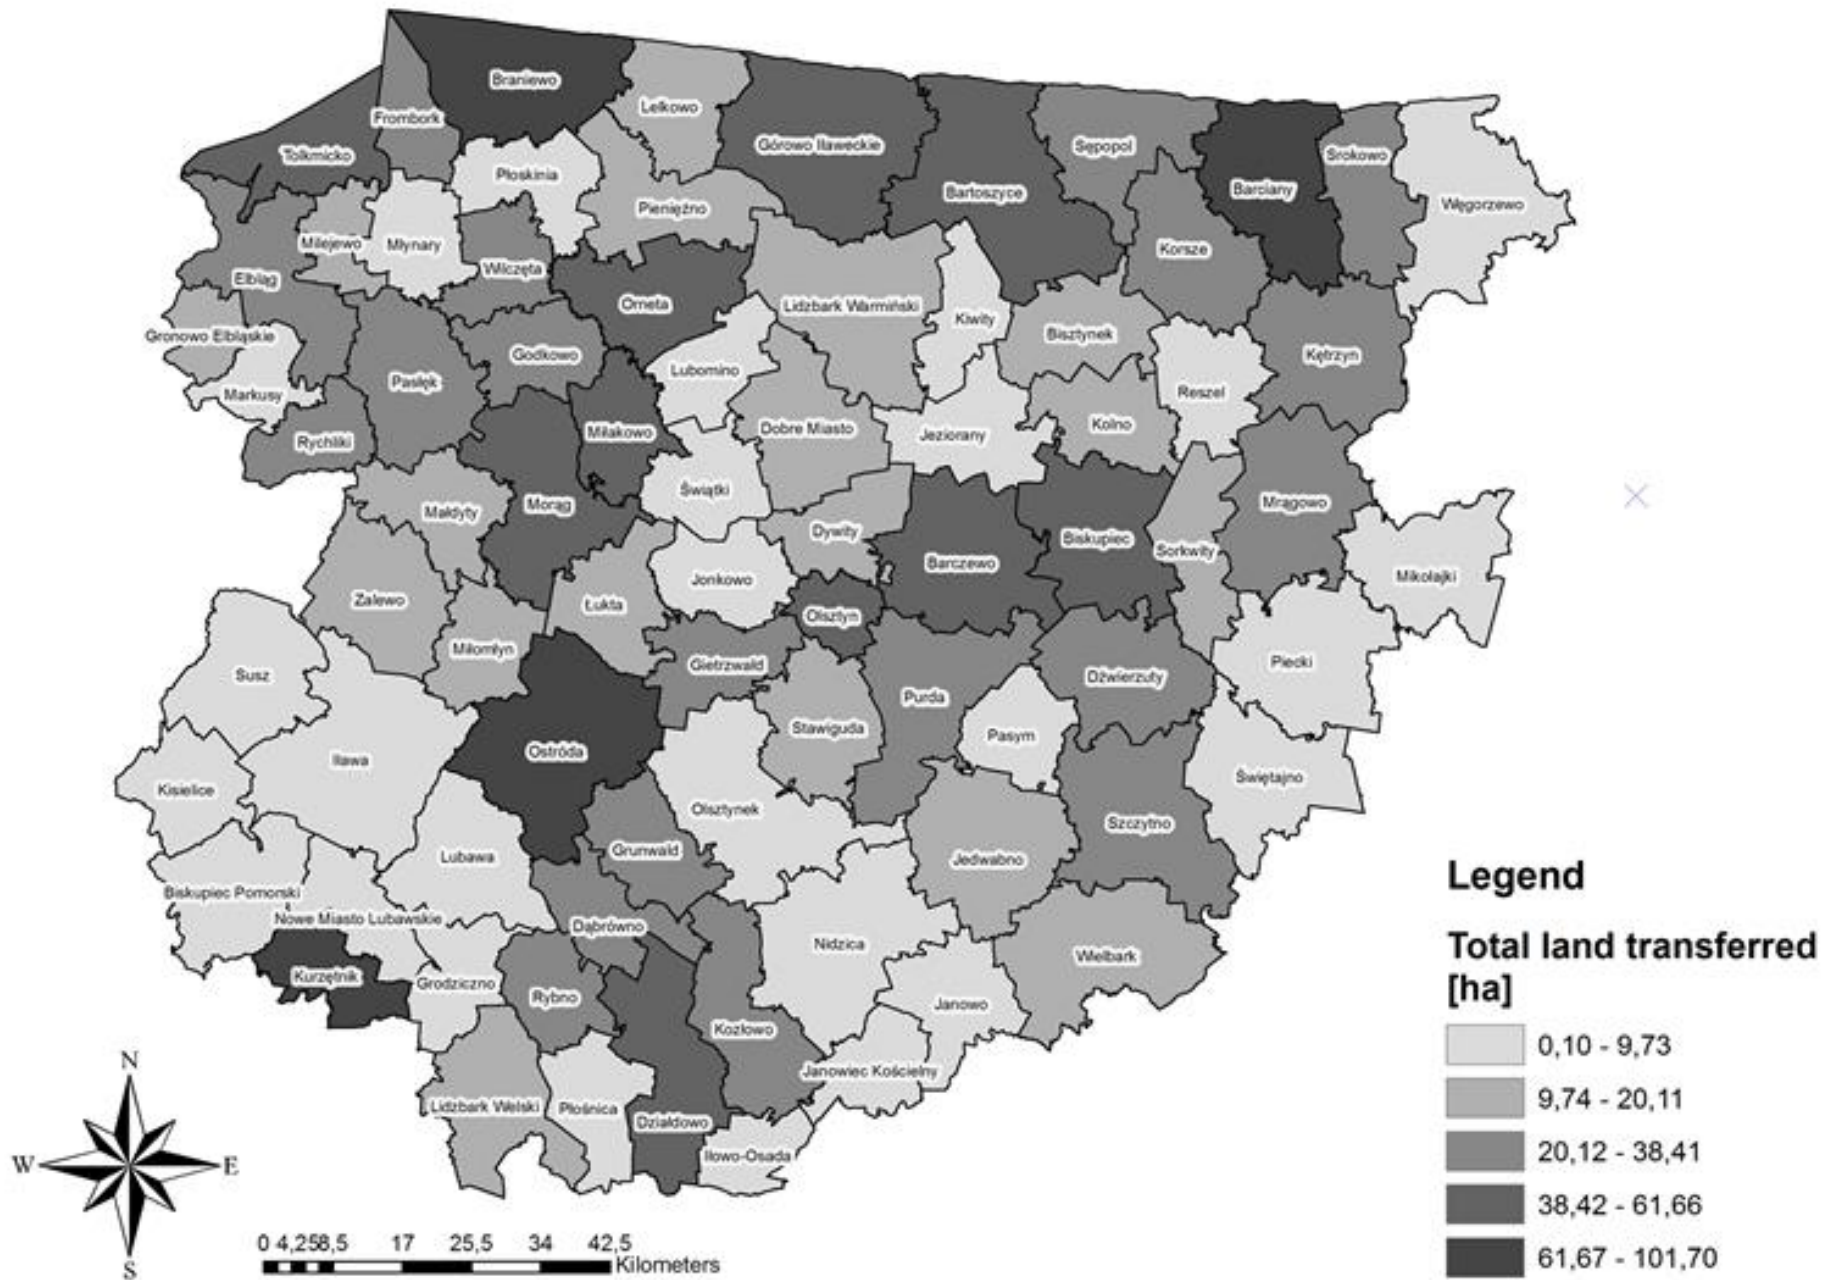 Braniewo
Lelkowo
Frombork
Tolkmicko
Górowo Iławeckie
Sępopol
Srokowo
Płoskinia
Bartoszyce
Barciany
Węgorzewo
Pieniężno
Milejewo
Młynary
Wilczęta
Korsze
Elbląg
Orneta
Lidzbark Warmiński
Kiwity
Bisztynek
Gronowo Elbląskie
Godkowo
Kętrzyn
Lubomino
Pasłęk
Markusy
Reszel
Rychliki
Miłakowo
Dobre Miasto
Jeziorany
Kolno
Świątki
Małdyty
Morąg
Mrągowo
Dywity
Biskupiec
Sorkwity
Barczewo
Jonkowo
Mikołajki
Zalewo
Łukta
Olsztyn
Miłomłyn
Gietrzwałd
Piecki
Susz
Dźwierzuty
Purda
Stawiguda
Pasym
Ostróda
Iława
Świętajno
Kisielice
Olsztynek
Szczytno
Lubawa
Grunwald
Jedwabno
Biskupiec Pomorski
Nowe Miasto Lubawskie
Dąbrówno
Nidzica
Wielbark
Kurzętnik
Grodziczno
Rybno
Janowo
Kozłowo
Janowiec Kościelny
Lidzbark Welski
Płośnica
Działdowo
Iłowo-Osada
Legend
Total land transferred
[ha]
0,10 - 9,73
9,74 - 20,11
20,12 - 38,41
38,42 - 61,66
61,67 - 101,70
N
W E
S
0 4,25 8,5 17 25,5 34 42,5
Kilometers